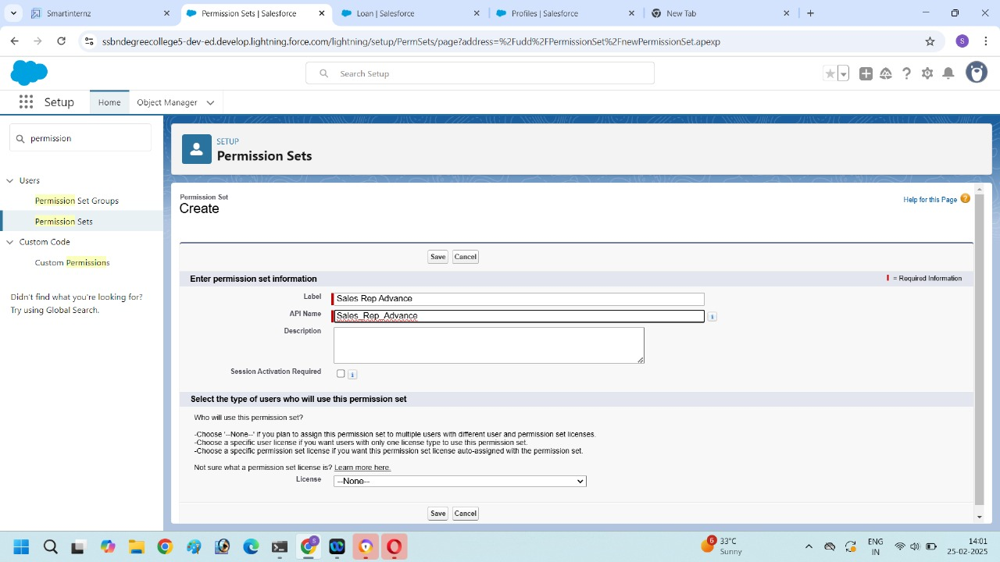 Smartinternz
Permission Sets | Salesforce
Loan | Salesforce
Profiles | Salesforce
New Tab
ssbndegreecollege5-dev-ed.develop.lightning.force.com/lightning/setup/PermSets/page?address=%2Fudd%2FPermissionSet%2FnewPermissionSet.apexp
S
Search Setup
Setup
Home
Object Manager
permission
Users
Permission Set Groups
Permission Sets
Custom Code
Custom Permissions
Didn't find what you're looking for?
Try using Global Search.
SETUP
Permission Sets
Permission Set
Create
Help for this Page
Save
Cancel
Enter permission set information
= Required Information
Label
Sales Rep Advance
API Name
Sales_Rep_Advance
i
Description
Session Activation Required
i
Select the type of users who will use this permission set
Who will use this permission set?
-Choose '--None--' if you plan to assign this permission set to multiple users with different user and permission set licenses.
-Choose a specific user license if you want users with only one license type to use this permission set.
-Choose a specific permission set license if you want this permission set license auto-assigned with the permission set.
Not sure what a permission set license is? Learn more here.
License
--None--
Save
Cancel
6
33°C
Sunny
ENG
IN
14:01
25-02-2025